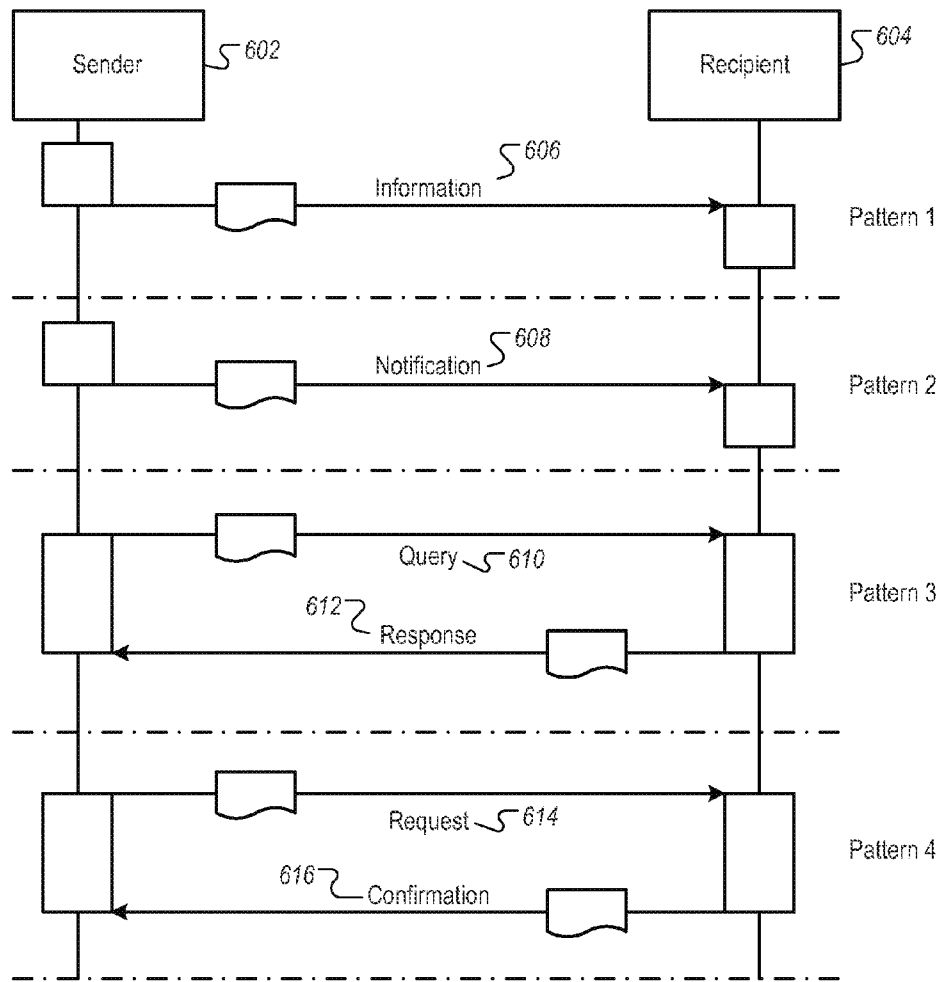 Sender 602 Recipient 604
606
Information
Pattern 1
608
Notification
Pattern 2
Query 610
612
Response
Pattern 3
Request 614
616
Confirmation
Pattern 4